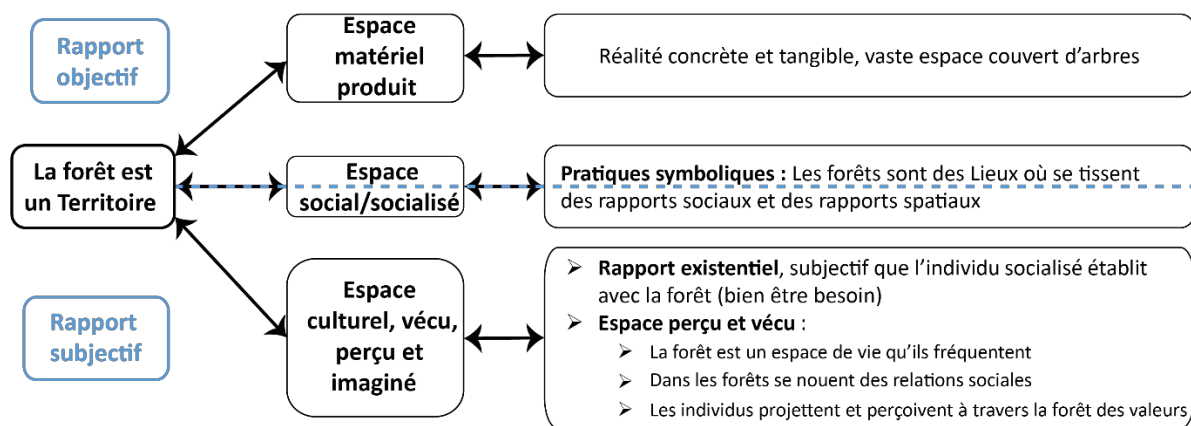 Rapport
objectif
Espace
matériel
produit
Réalité concrète et tangible, vaste espace couvert d’arbres
La forêt est
un Territoire
Espace
social/socialisé
Pratiques symboliques : Les forêts sont des Lieux où se tissent
des rapports sociaux et des rapports spatiaux
Rapport
subjectif
Espace
culturel, vécu,
perçu et
imaginé
➢ Rapport existentiel, subjectif que l’individu socialisé établit
avec la forêt (bien être besoin)
➢ Espace perçu et vécu :
➢ La forêt est un espace de vie qu’ils fréquentent
➢ Dans les forêts se nouent des relations sociales
➢ Les individus projettent et perçoivent à travers la forêt des valeurs